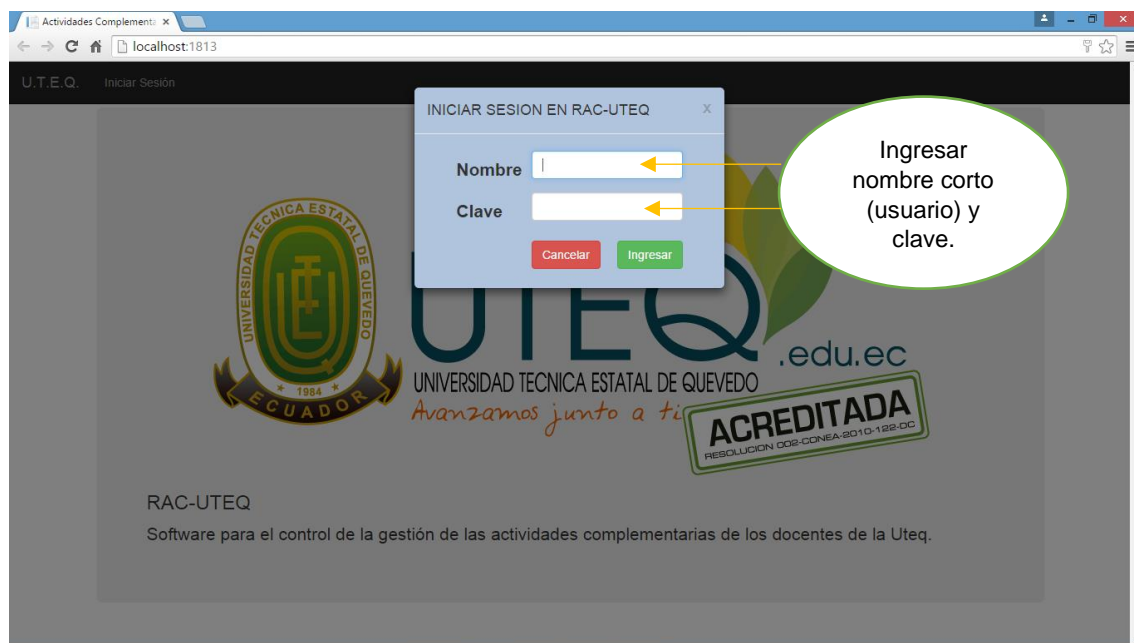 Actividades Complementa
localhost:1813
U.T.E.Q.
Iniciar Sesión
INICIAR SESION EN RAC-UTEQ
x
Nombre
Clave
Cancelar
Ingresar
Ingresar
nombre corto
(usuario) y
clave.
UNIVERSIDAD TECNICA ESTATAL DE QUEVEDO
1984
ECUADOR
UTEQ
.edu.ec
UNIVERSIDAD TECNICA ESTATAL DE QUEVEDO
Avanzamos junto a ti
ACREDITADA
RESOLUCION 002-CONEA-2010-122-DC
RAC-UTEQ
Software para el control de la gestión de las actividades complementarias de los docentes de la Uteq.